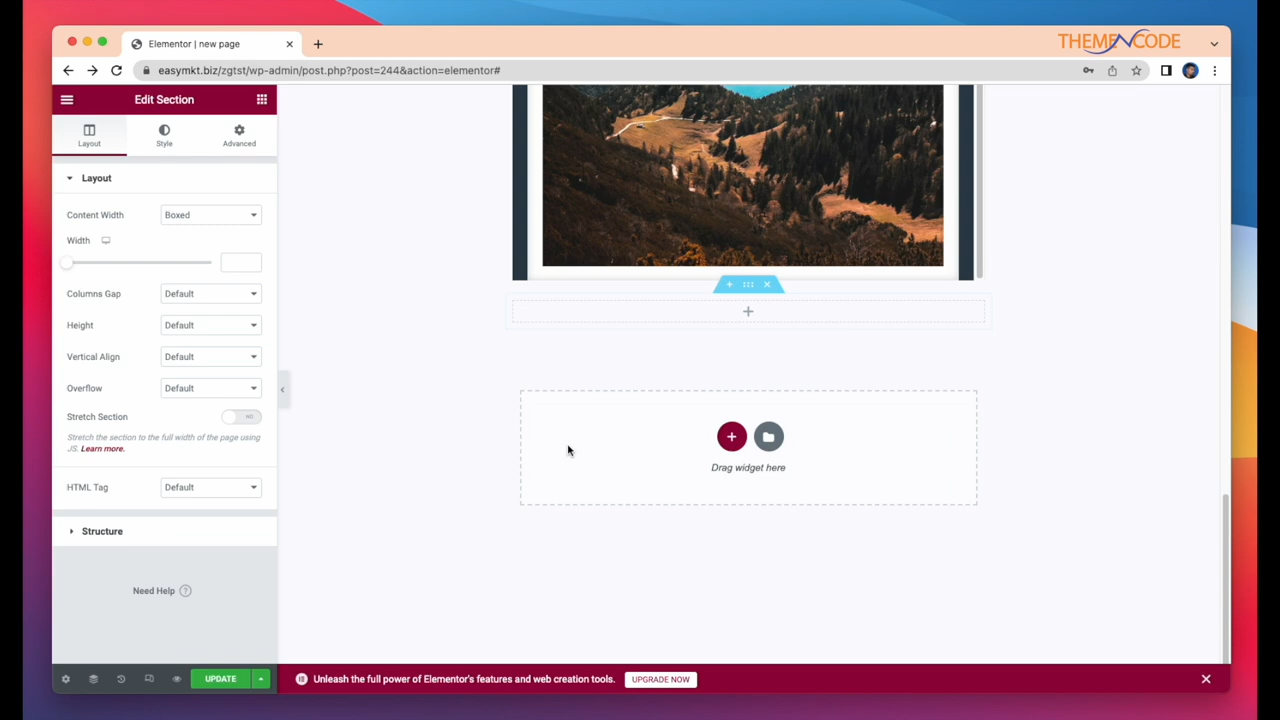 Elementor | new page
THEMENCODE
easymkt.biz/zgtst/wp-admin/post.php?post=244&action=elementor#
Edit Section
Layout
Style
Advanced
Layout
Content Width
Boxed
Width
Columns Gap
Default
Height
Default
Vertical Align
Default
Overflow
Default
Stretch Section
NO
Stretch the section to the full width of the page using
JS. Learn more.
HTML Tag
Default
Structure
Need Help
Drag widget here
UPDATE
Unleash the full power of Elementor's features and web creation tools.
UPGRADE NOW